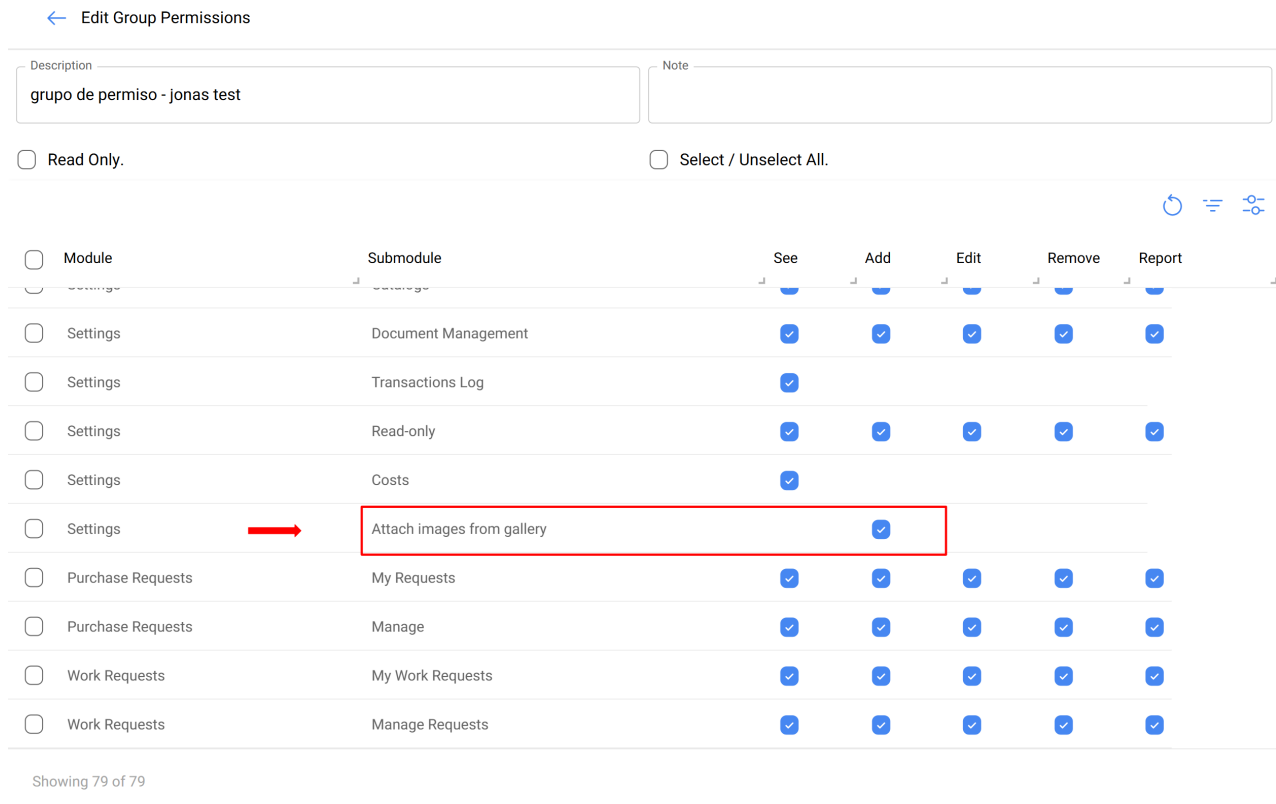 Edit Group Permissions
Description
Note
grupo de permiso - jonas test
Read Only.
Select / Unselect All.
Module Submodule See Add Edit Remove Report
Settings Catalogs
Settings Document Management
Settings Transactions Log
Settings Read-only
Settings Costs
Settings Attach images from gallery
Purchase Requests My Requests
Purchase Requests Manage
Work Requests My Work Requests
Work Requests Manage Requests
Showing 79 of 79